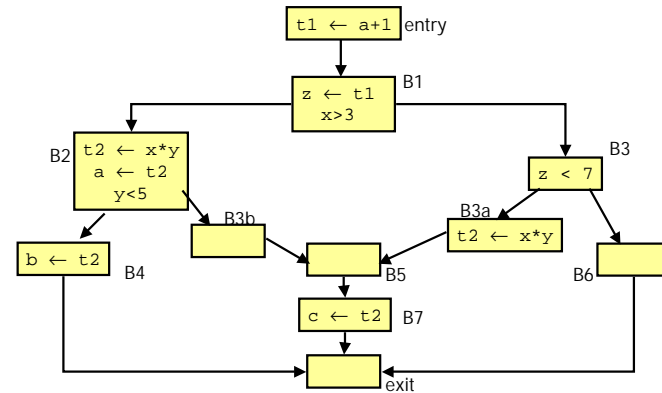 t1 ← a+1
entry
B1
z ← t1
x>3
B2
t2 ← x*y
a ← t2
y<5
B3
z < 7
B3b
B3a
t2 ← x*y
b ← t2
B4
B5
B6
c ← t2
B7
exit